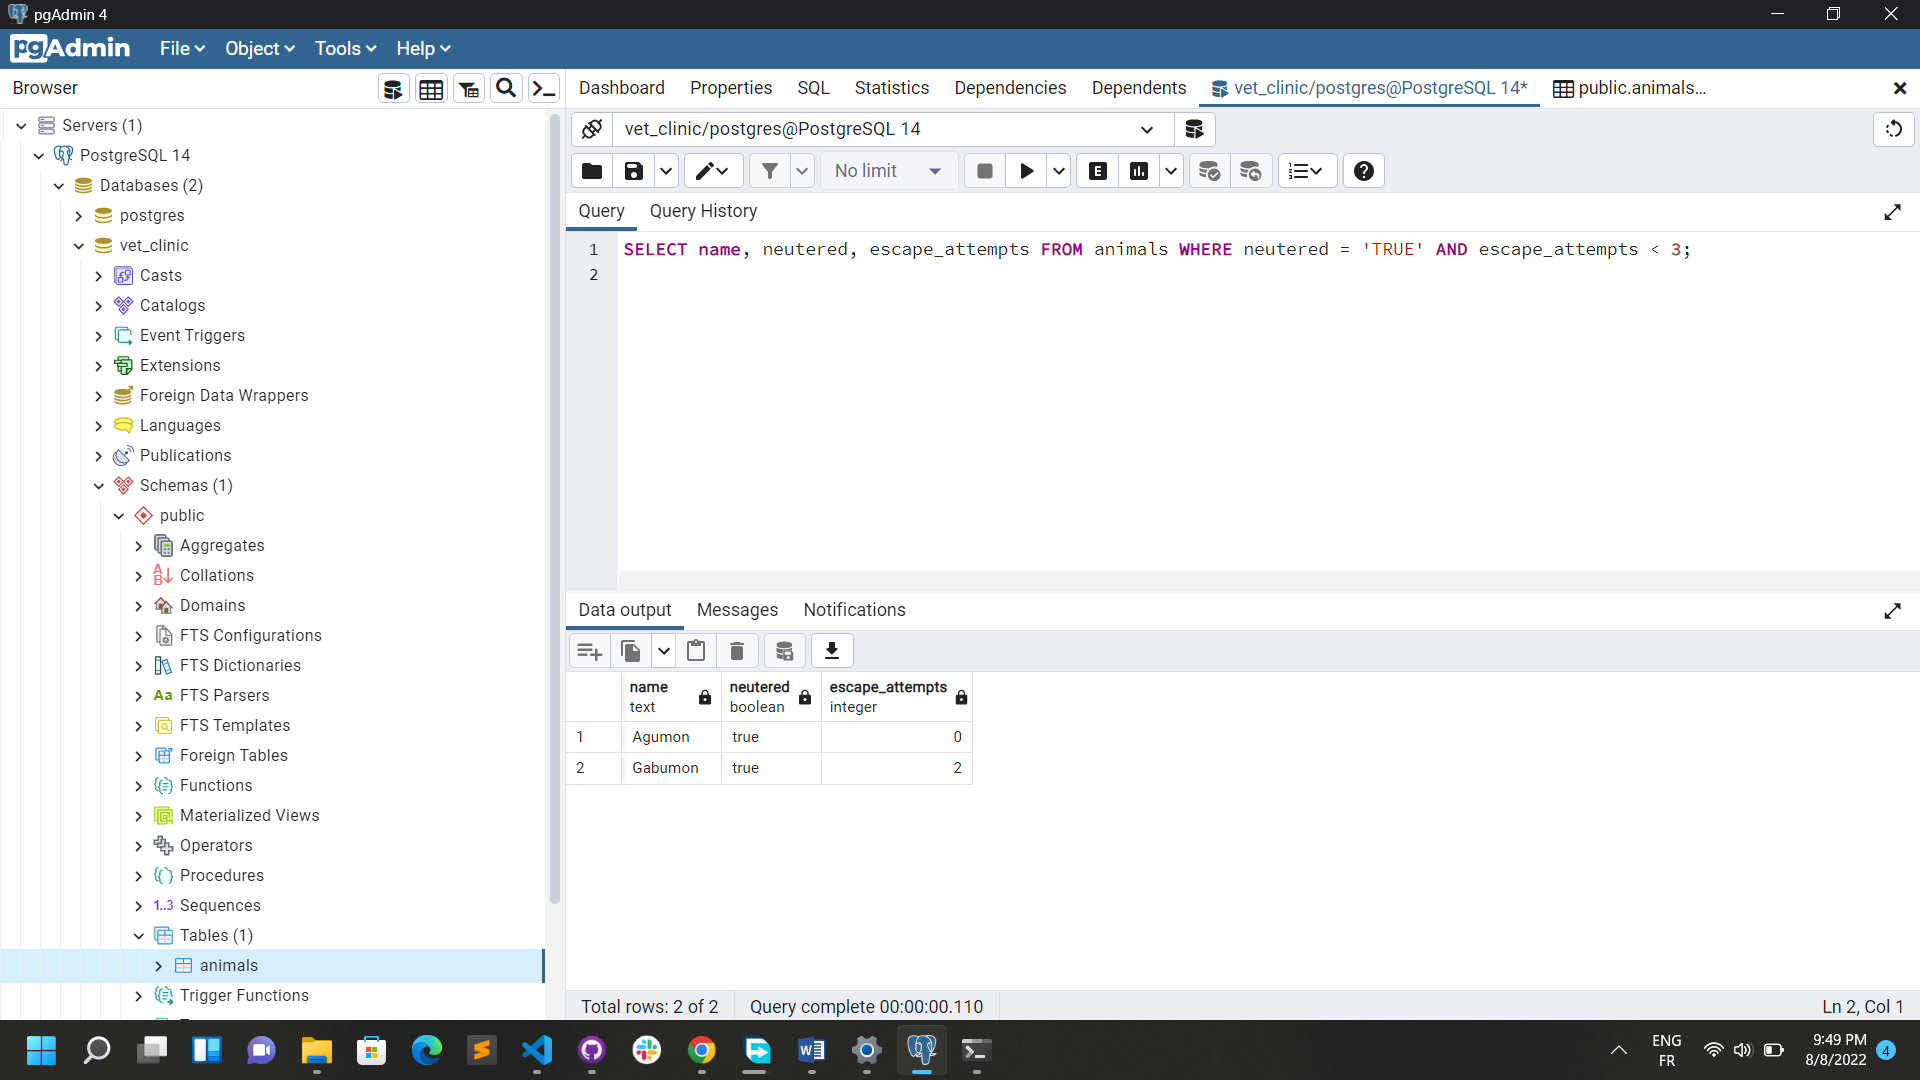 pgAdmin 4
pgAdmin File Object Tools Help
Browser
Dashboard Properties SQL Statistics Dependencies Dependents vet_clinic/postgres@PostgreSQL 14* public.animals...
Servers (1)
PostgreSQL 14
Databases (2)
postgres
vet_clinic
Casts
Catalogs
Event Triggers
Extensions
Foreign Data Wrappers
Languages
Publications
Schemas (1)
public
Aggregates
Collations
Domains
FTS Configurations
FTS Dictionaries
Aa FTS Parsers
FTS Templates
Foreign Tables
Functions
Materialized Views
Operators
Procedures
1..3 Sequences
Tables (1)
animals
Trigger Functions
vet_clinic/postgres@PostgreSQL 14
No limit E
Query Query History
1 SELECT name, neutered, escape_attempts FROM animals WHERE neutered = 'TRUE' AND escape_attempts < 3;
2
Data output Messages Notifications
name neutered escape_attempts
text boolean integer
1 Agumon true 0
2 Gabumon true 2
Total rows: 2 of 2 Query complete 00:00:00.110 Ln 2, Col 1
ENG 9:49 PM
FR 8/8/2022 4